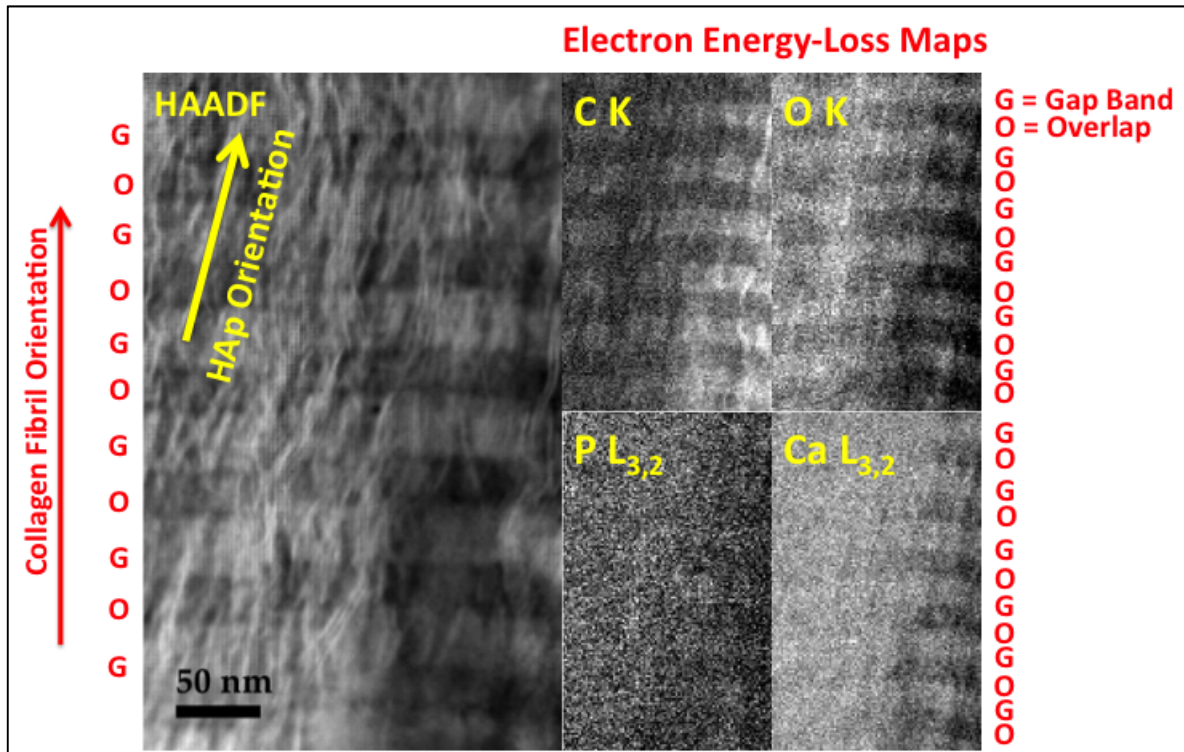 Electron Energy-Loss Maps
HAADF
HAp Orientation
Collagen Fibril Orientation
G
O
G
O
G
O
G
O
G
O
G
50 nm
C K
O K
P L3,2
Ca L3,2
G = Gap Band
O = Overlap
G
O
G
O
G
O
G
O
G
O
G
O
G
O
G
O
G
O
G
O
G
O